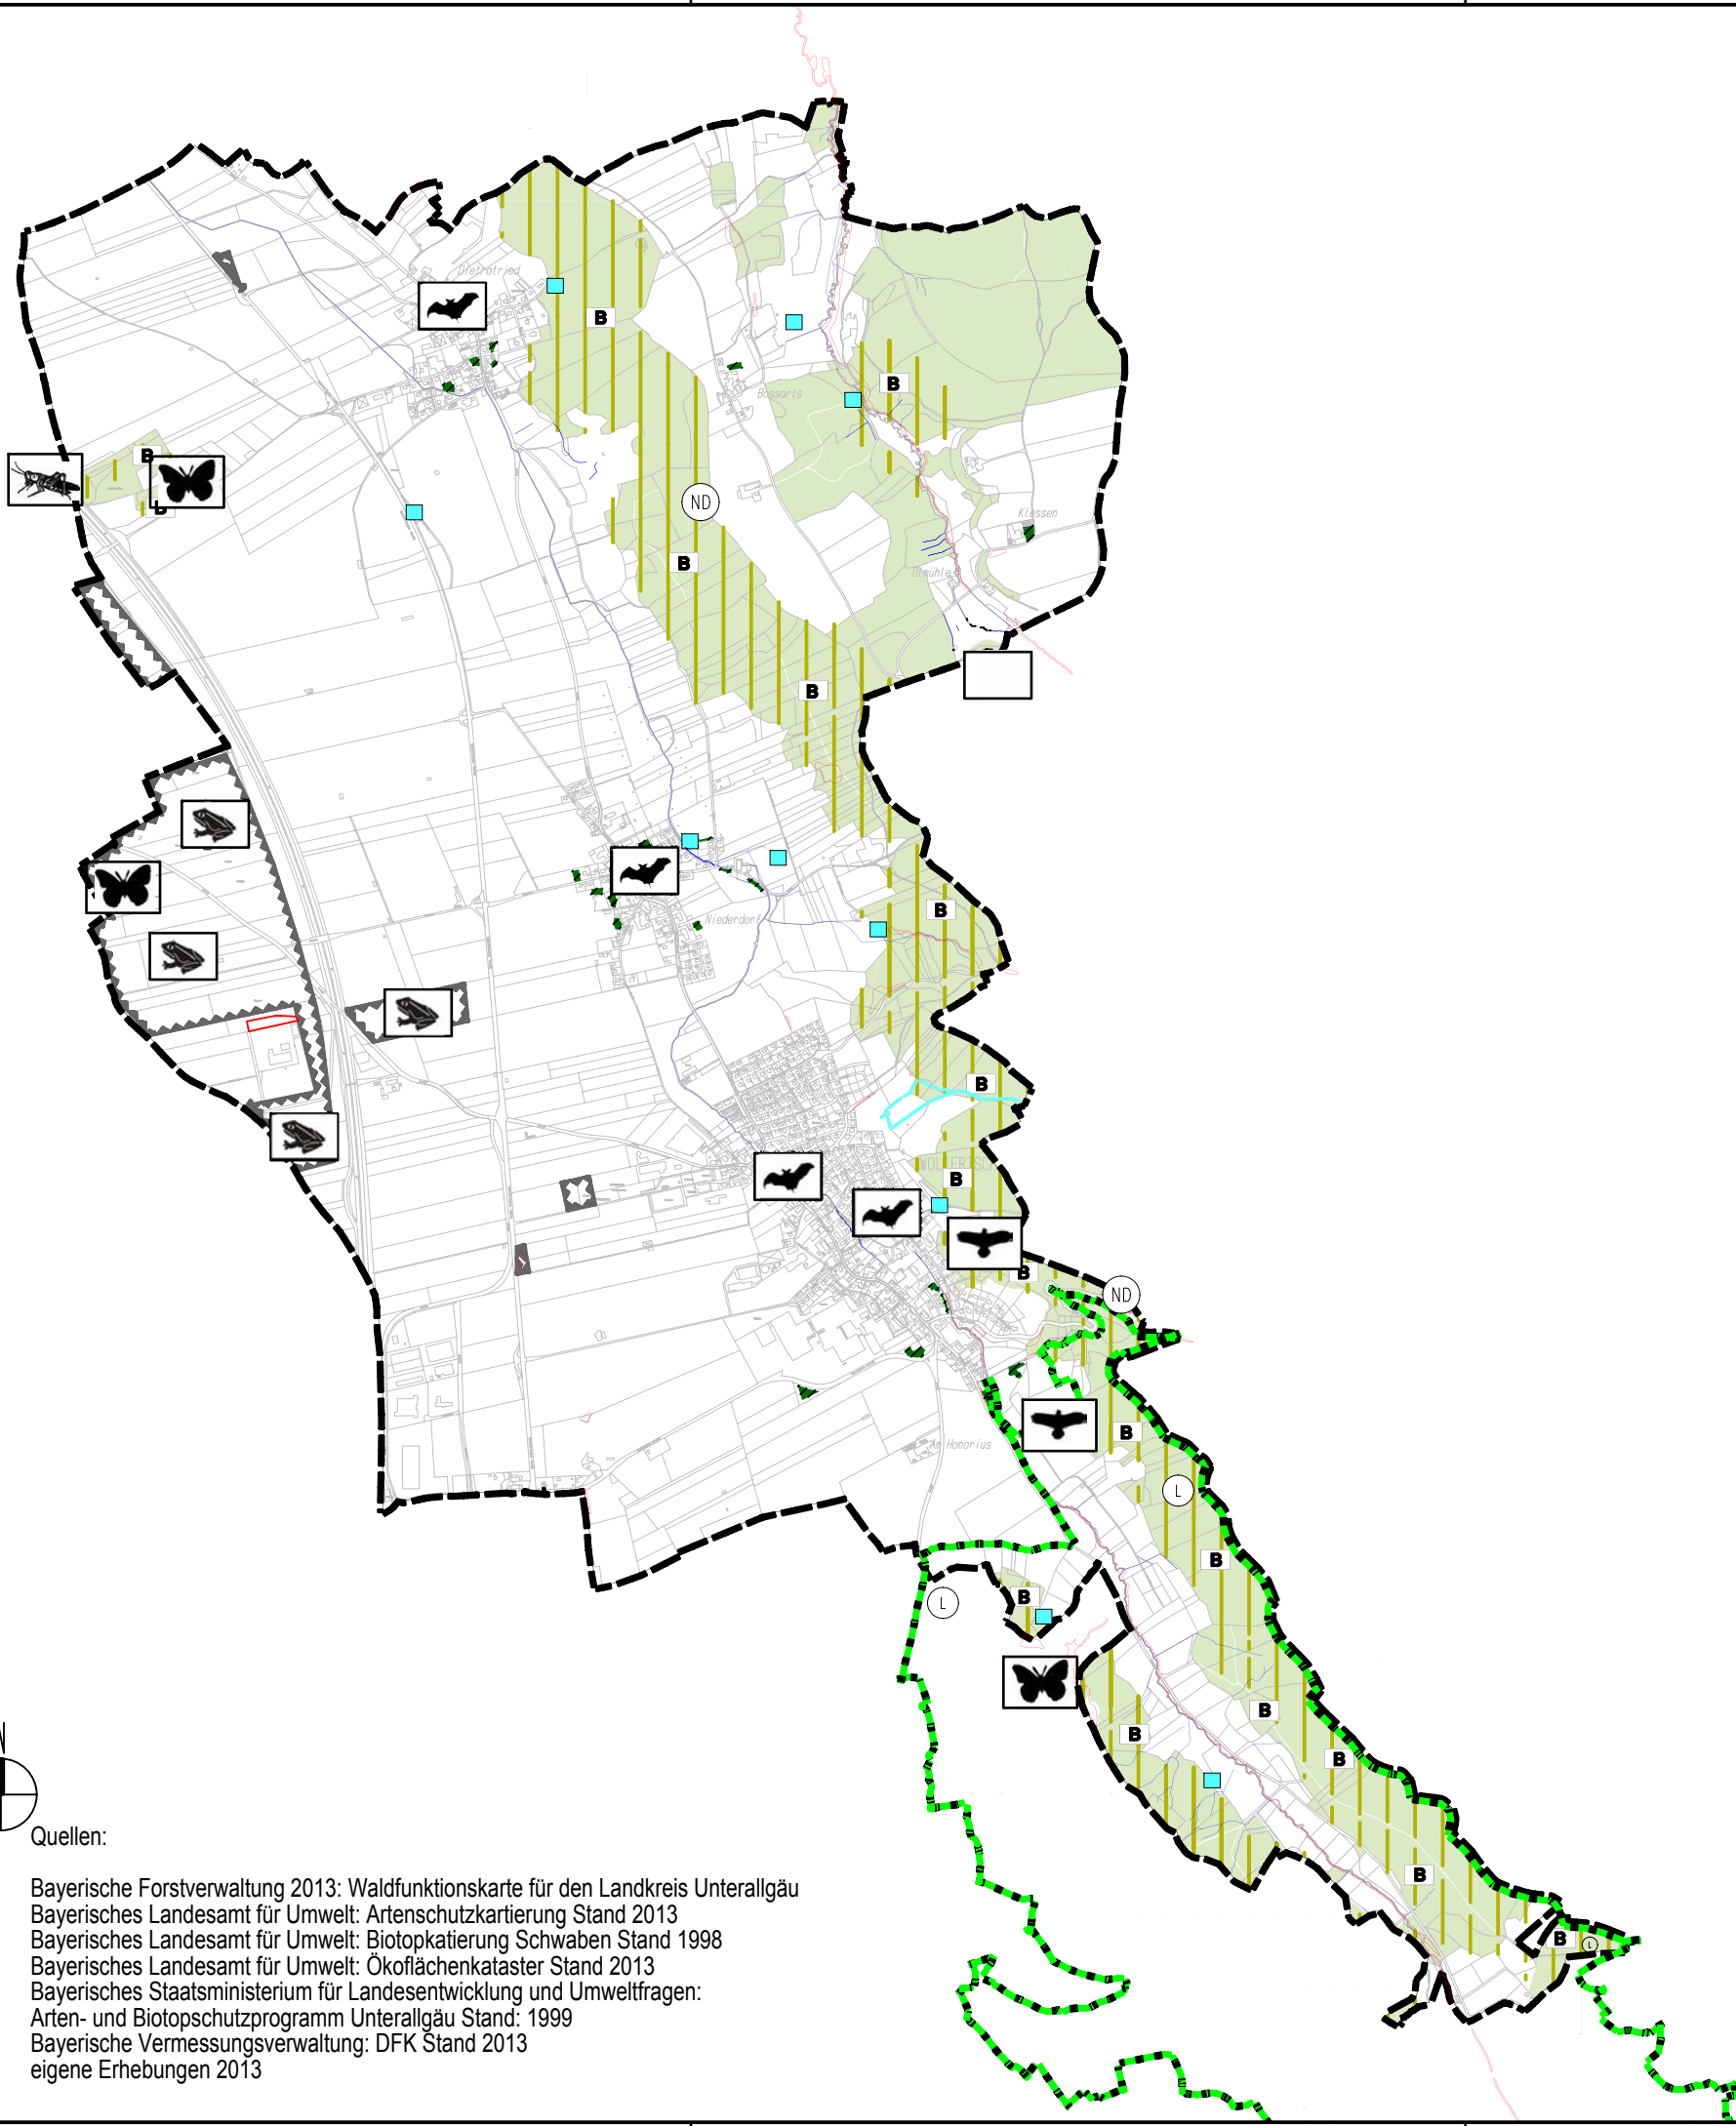 Dietratried
B
Bossarts
B
B
B
ND
Klessen
B
Ölmühle
B
Niederdorf
B
B
WOLFERTSCH
B
B
ND
B
Am Honorius
L
B
B
L
B
B
B
B
B
L
N
Quellen:
Bayerische Forstverwaltung 2013: Waldfunktionskarte für den Landkreis Unterallgäu
Bayerisches Landesamt für Umwelt: Artenschutzkartierung Stand 2013
Bayerisches Landesamt für Umwelt: Biotopkatierung Schwaben Stand 1998
Bayerisches Landesamt für Umwelt: Ökoflächenkataster Stand 2013
Bayerisches Staatsministerium für Landesentwicklung und Umweltfragen:
Arten- und Biotopschutzprogramm Unterallgäu Stand: 1999
Bayerische Vermessungsverwaltung: DFK Stand 2013
eigene Erhebungen 2013